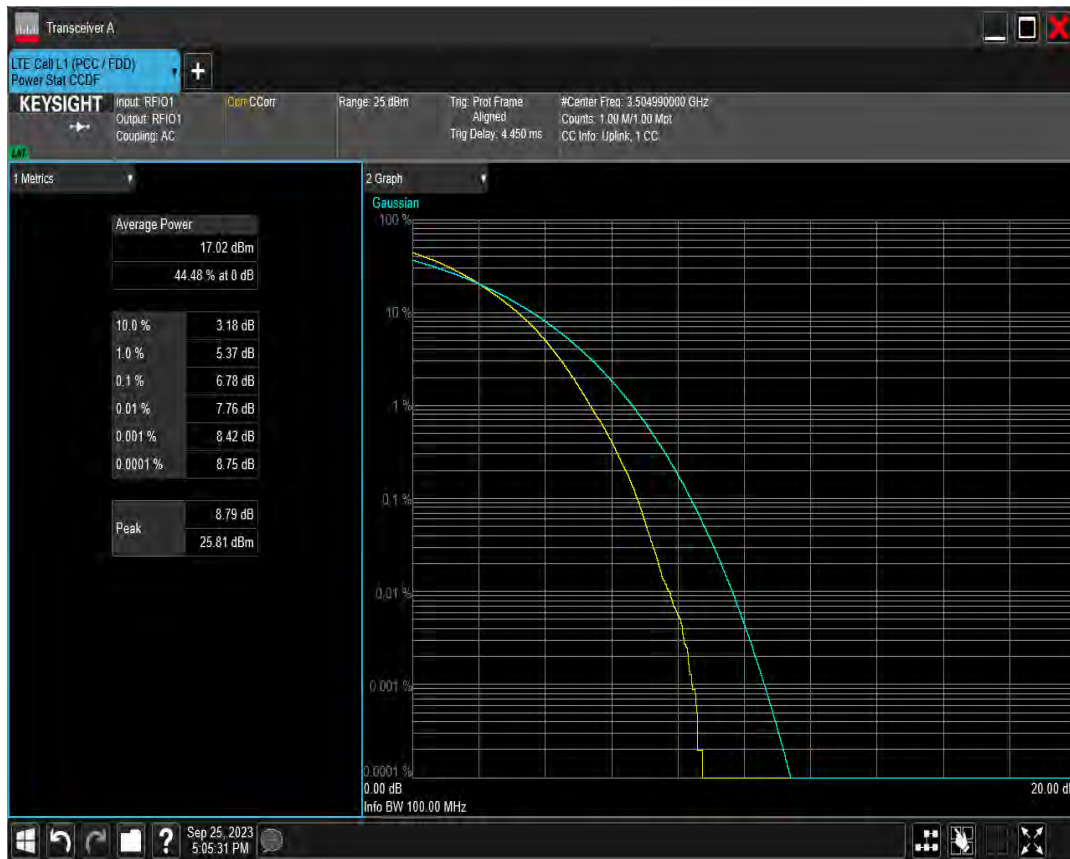 Transceiver A
LTE Cell L1 (PCC / FDD)
Power Stat CCDF
KEYSIGHT
Input: RFIO1
Output: RFIO1
Coupling: AC
Corr CCorr
Range: 25 dBm
Trig: Prot Frame
Aligned
Trig Delay: 4.450 ms
#Center Freq: 3.504990000 GHz
Counts: 1.00 M/1.00 Mpt
CC Info: Uplink, 1 CC
LXI
1 Metrics
Average Power
17.02 dBm
44.48 % at 0 dB
10.0 % 3.18 dB
1.0 % 5.37 dB
0.1 % 6.78 dB
0.01 % 7.76 dB
0.001 % 8.42 dB
0.0001 % 8.75 dB
Peak
8.79 dB
25.81 dBm
2 Graph
Gaussian
100 %
10 %
1 %
0.1 %
0.01 %
0.001 %
0.0001 %
0.00 dB
20.00 d
Info BW 100.00 MHz
Sep 25, 2023
5:05:31 PM